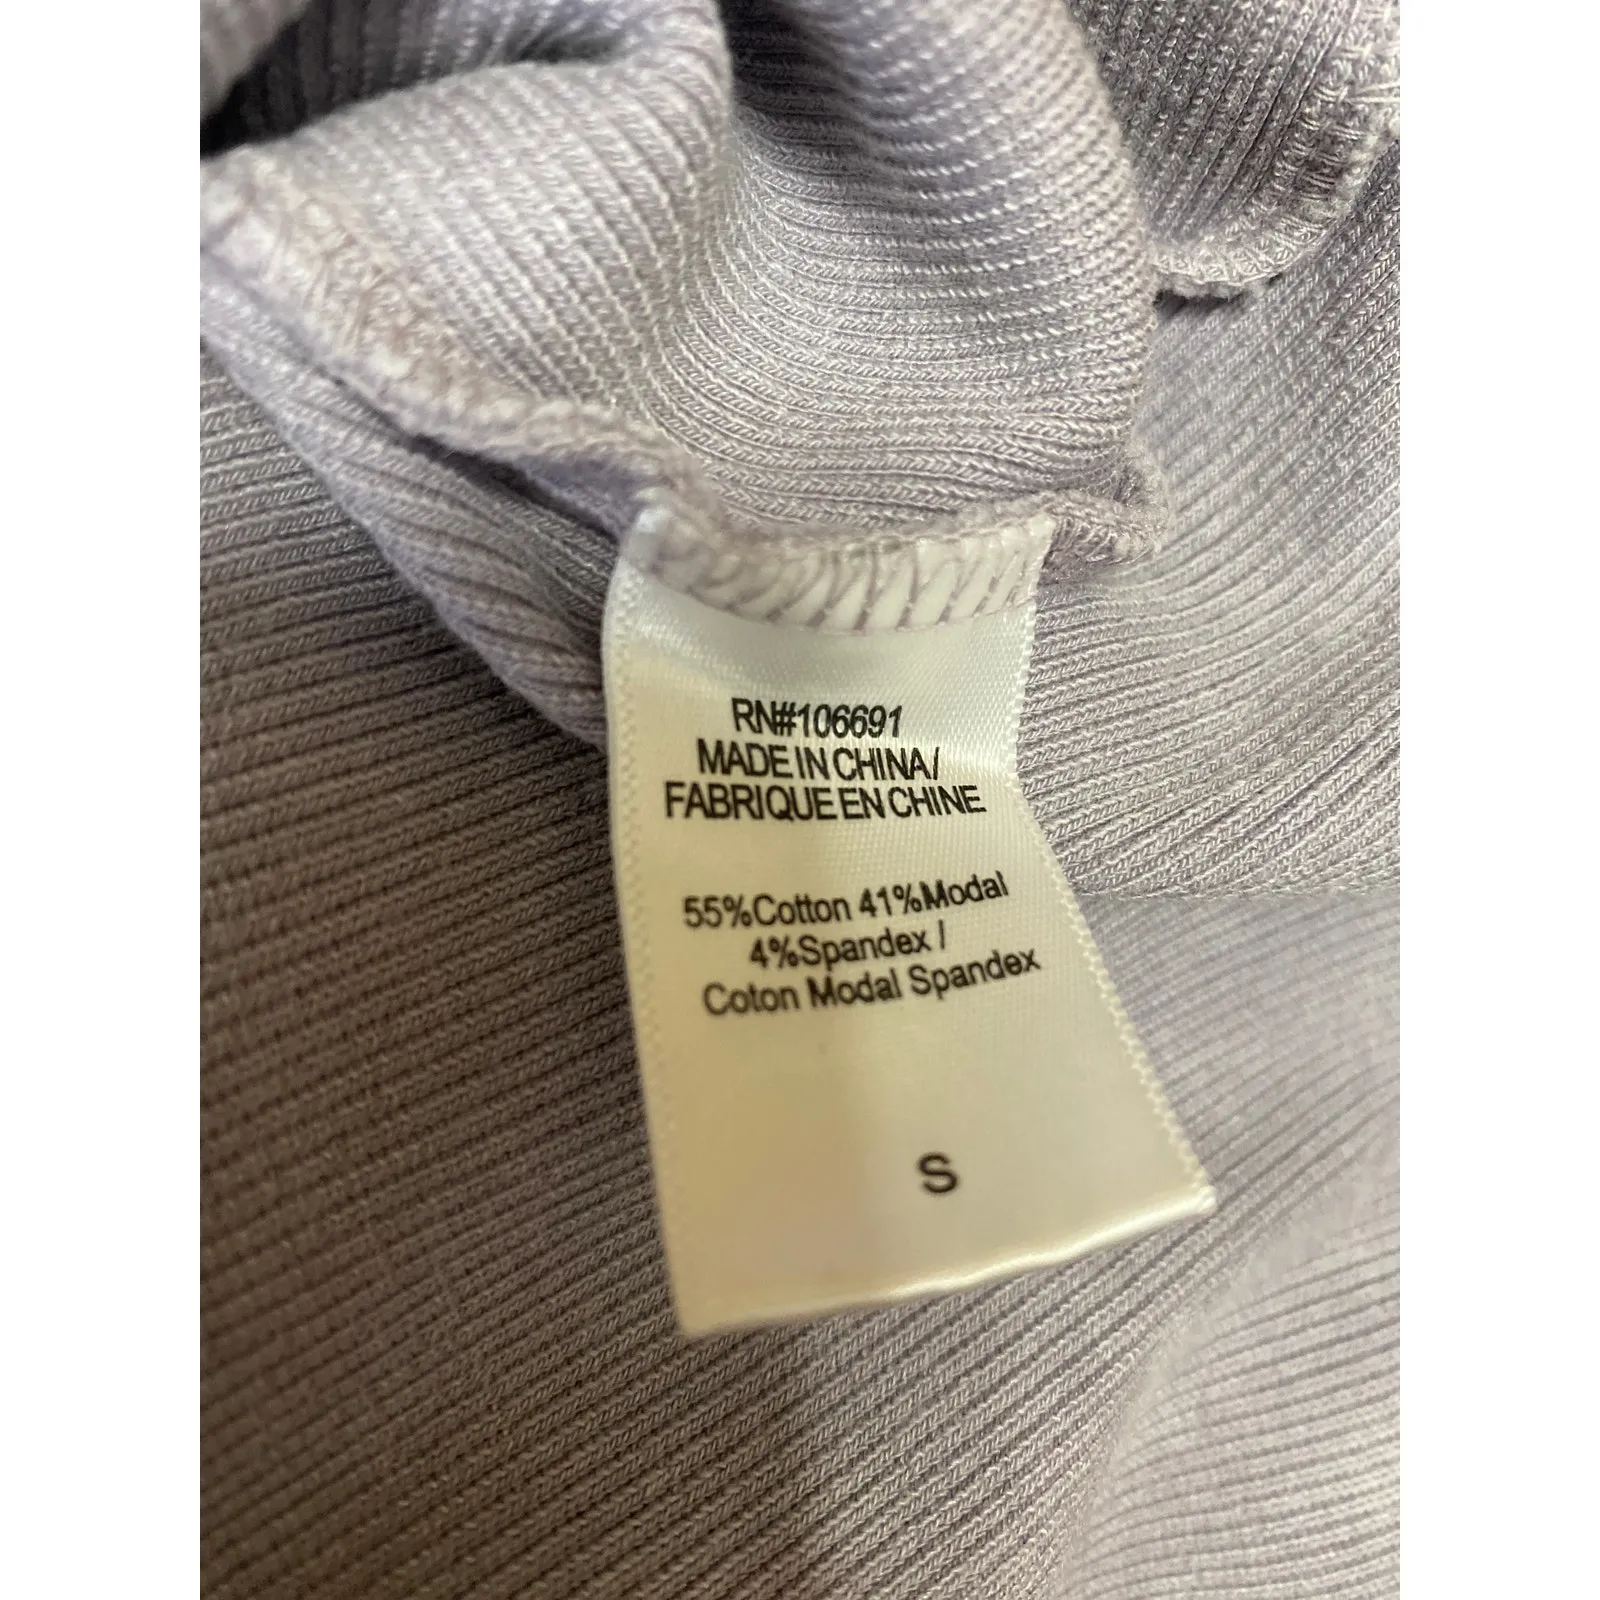 RN#106691
MADE IN CHINA/
FABRIQUE EN CHINE
55%Cotton 41%Modal
4%Spandex /
Coton Modal Spandex
S